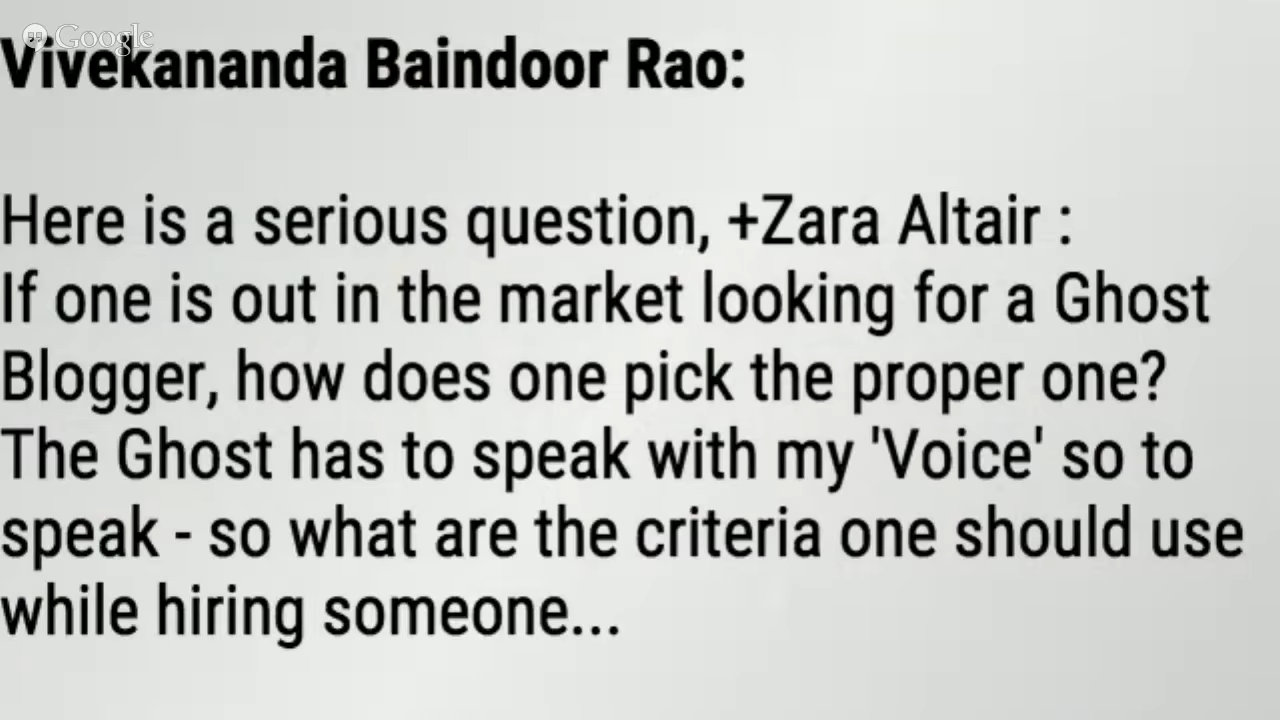 Google
Vivekananda Baindoor Rao:
Here is a serious question, +Zara Altair :
If one is out in the market looking for a Ghost
Blogger, how does one pick the proper one?
The Ghost has to speak with my 'Voice' so to
speak - so what are the criteria one should use
while hiring someone...